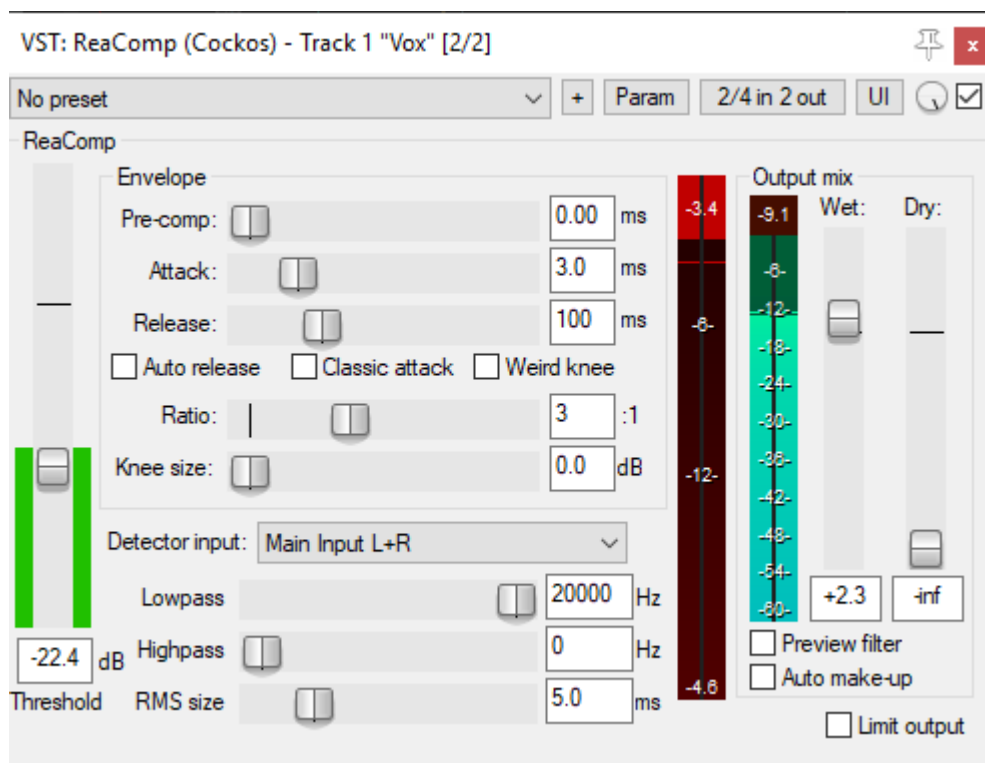 VST: ReaComp (Cockos) - Track 1 "Vox" [2/2]
x
No preset
+
Param
2/4 in 2 out
UI
ReaComp
Envelope
Pre-comp: 0.00 ms
Attack: 3.0 ms
Release: 100 ms
Auto release Classic attack Weird knee
Ratio: 3 :1
Knee size: 0.0 dB
Detector input: Main Input L+R
Lowpass 20000 Hz
Highpass 0 Hz
RMS size 5.0 ms
-22.4 dB
Threshold
-3.4
-6-
-12-
-4.6
Output mix
Wet: Dry:
-9.1
-6-
-12-
-18-
-24-
-30-
-36-
-42-
-48-
-54-
-60-
+2.3 -inf
Preview filter
Auto make-up
Limit output